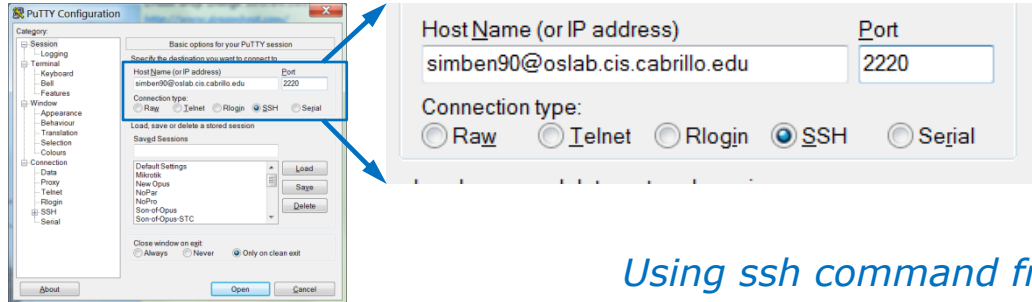 PuTTY Configuration
Category:
Session
Logging
Terminal
Keyboard
Bell
Features
Window
Appearance
Behaviour
Translation
Selection
Colours
Connection
Data
Proxy
Telnet
Rlogin
SSH
Serial
Basic options for your PuTTY session
Specify the destination you want to connect to
Host Name (or IP address) Port
simben90@oslab.cis.cabrillo.edu 2220
Connection type:
Raw Telnet Rlogin SSH Serial
Load, save or delete a stored session
Saved Sessions
Default Settings
Mikrotik
New Opus
NoPar
NoPro
Son-of-Opus
Son-of-Opus-STC
Load
Save
Delete
Close window on exit:
Always Never Only on clean exit
About Open Cancel
Host Name (or IP address) Port
simben90@oslab.cis.cabrillo.edu 2220
Connection type:
Raw Telnet Rlogin SSH Serial
Using ssh command